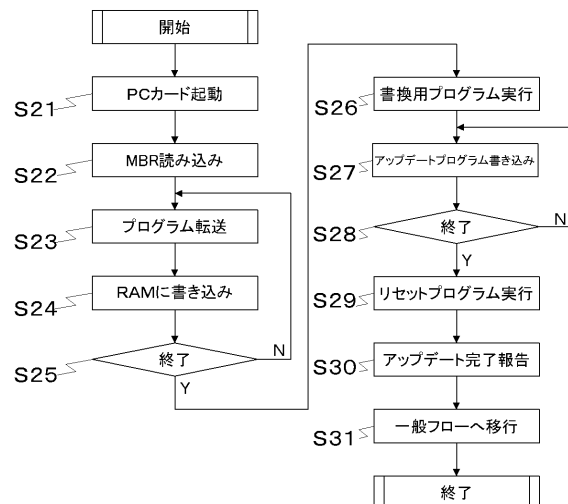 開始
S21
PCカード起動
S22
MBR読み込み
S23
プログラム転送
S24
RAMに書き込み
S25
終了
N
Y
S26
書換用プログラム実行
S27
アップデートプログラム書き込み
S28
終了
N
Y
S29
リセットプログラム実行
S30
アップデート完了報告
S31
一般フローへ移行
終了